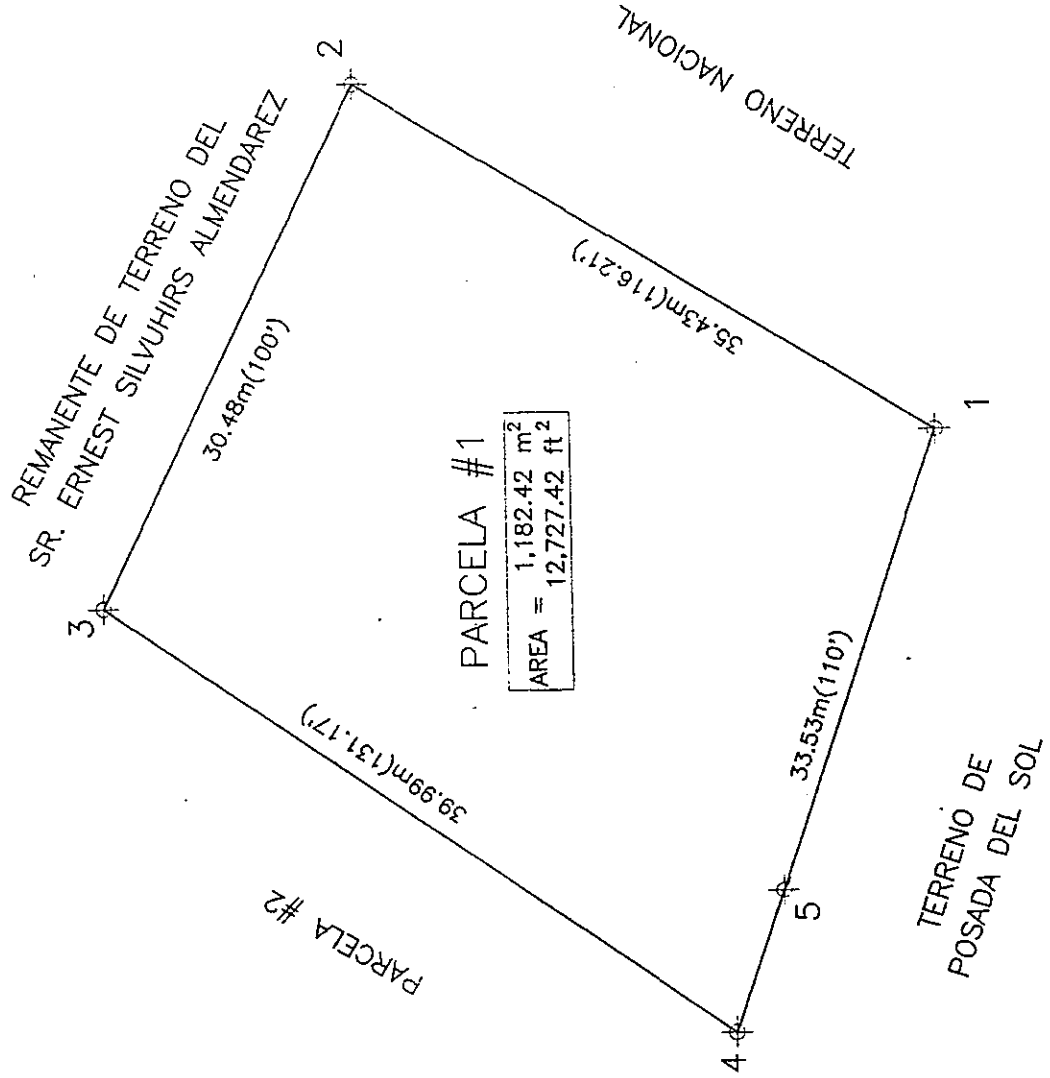 REMANENTE DE TERRENO DEL
SR. ERNEST SILVUHIRS ALMENDAREZ
2
TERRENO NACIONAL
3
30.48m(100')
35.43m(116.21')
PARCELA #1
AREA = 1,182.42 m²
12,727.42 ft²
39.99m(131.17')
PARCELA #2
1
33.53m(110')
5
4
TERRENO DE
POSADA DEL SOL